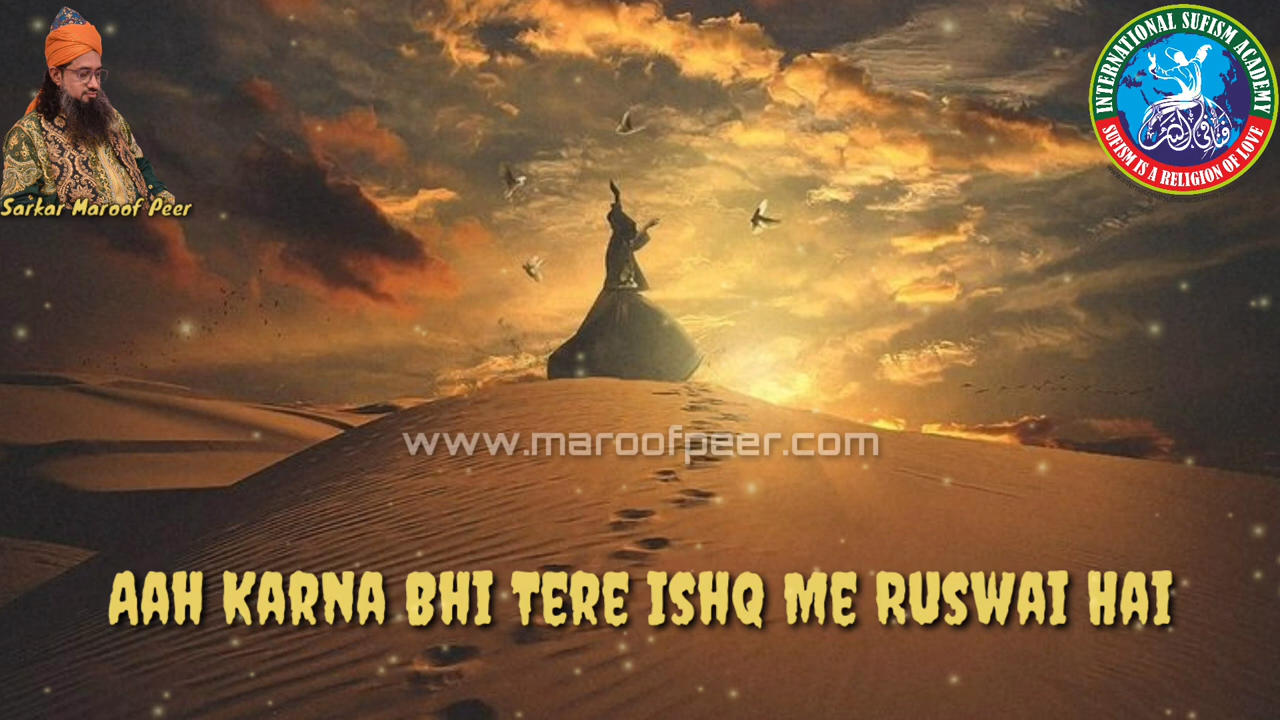 Sarkar Maroof Peer
INTERNATIONAL SUFISM ACADEMY
SUFISM IS A RELIGION OF LOVE
www.maroofpeer.com
AAH KARNA BHI TERE ISHQ ME RUSWAI HAI